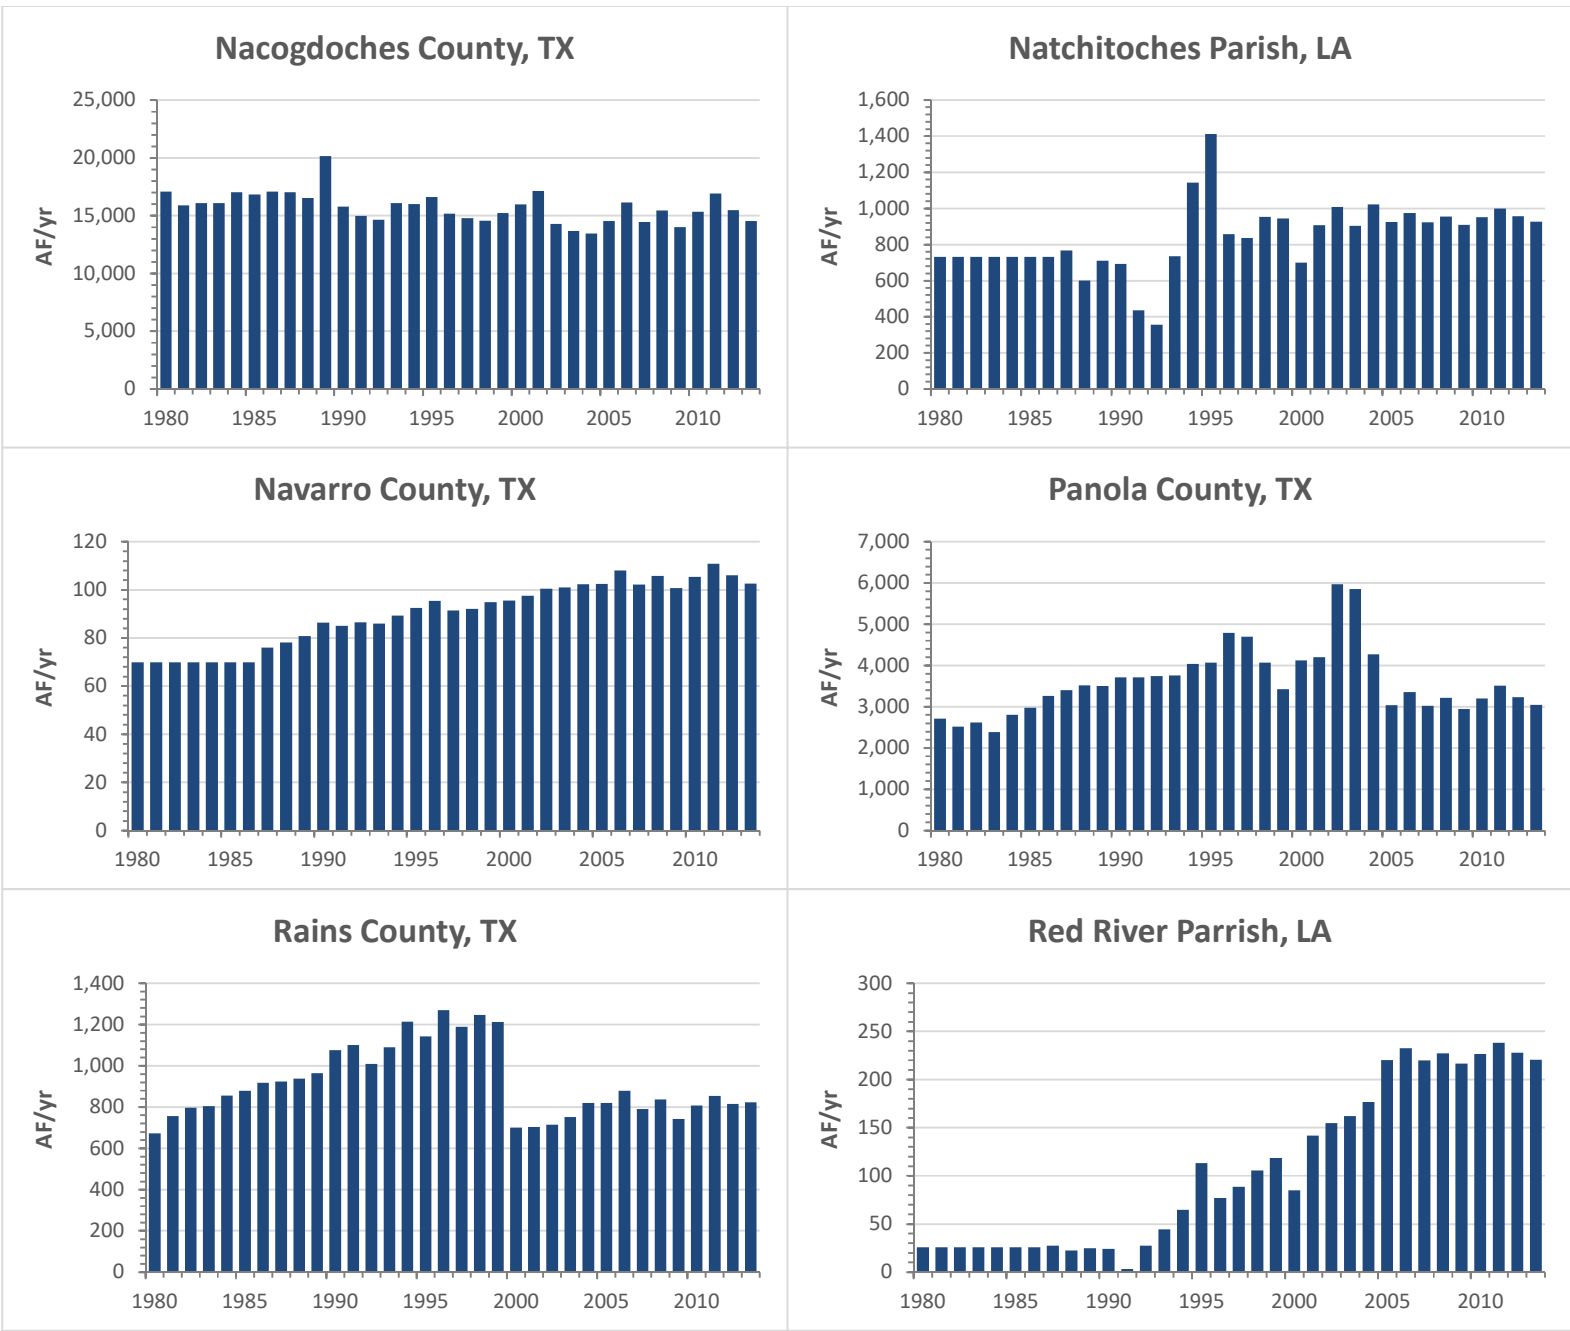 Nacogdoches County, TX
25,000
20,000
15,000
10,000
5,000
0
AF/yr
1980 1985 1990 1995 2000 2005 2010
Natchitoches Parish, LA
1,600
1,400
1,200
1,000
800
600
400
200
0
AF/yr
1980 1985 1990 1995 2000 2005 2010
Navarro County, TX
120
100
80
60
40
20
0
AF/yr
1980 1985 1990 1995 2000 2005 2010
Panola County, TX
7,000
6,000
5,000
4,000
3,000
2,000
1,000
0
AF/yr
1980 1985 1990 1995 2000 2005 2010
Rains County, TX
1,400
1,200
1,000
800
600
400
200
0
AF/yr
1980 1985 1990 1995 2000 2005 2010
Red River Parrish, LA
300
250
200
150
100
50
0
AF/yr
1980 1985 1990 1995 2000 2005 2010